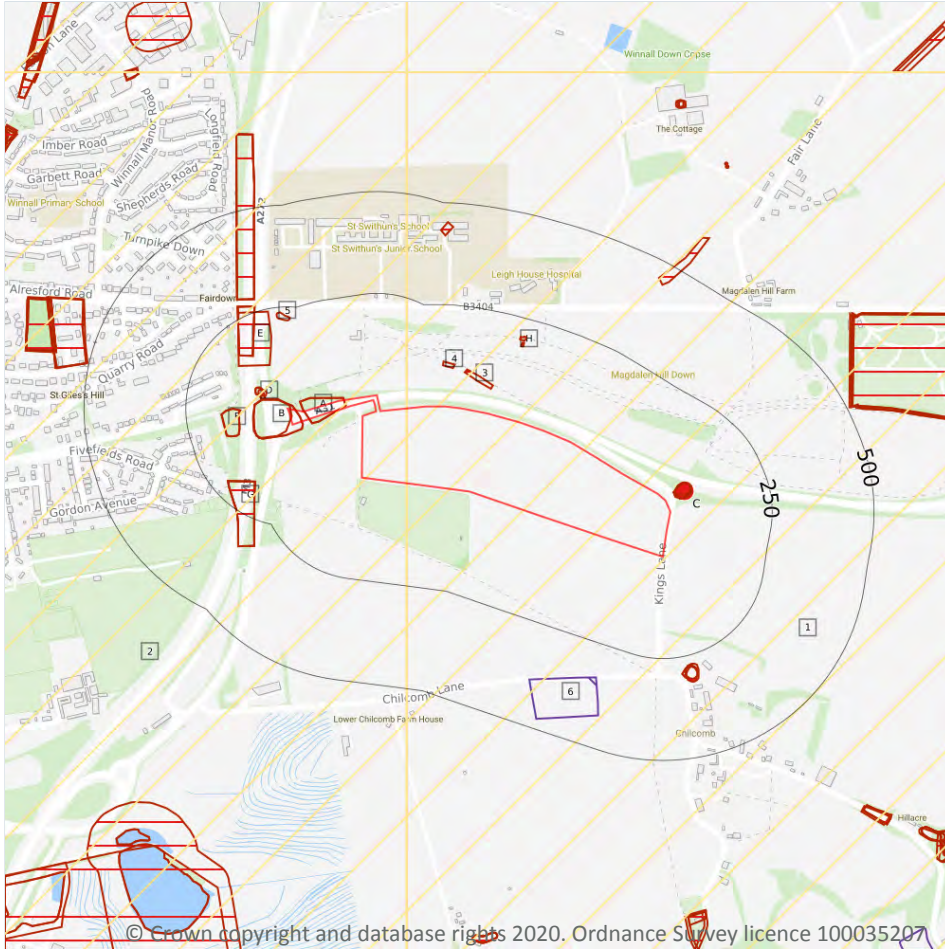 Winnall Down Copse
The Cottage
Fair Lane
Imber Road
Winnall Manor Road
Longfield Road
Garbett Road
Shepherds Road
Winnall Primary School
A272
St Swithun's School
St Swithun's Junior School
Turnpike Down
Leigh House Hospital
Alresford Road
Fairdown
B3404
Magdalen Hill Farm
5
E
H
4
3
Quarry Road
Magdalen Hill Down
St Giles's Hill
D
A
A31
B
F
500
250
Fivefields Road
G
C
Gordon Avenue
Kings Lane
1
2
6
Chilcomb Lane
Lower Chilcomb Farm House
Chilcomb
Hillacre
© Crown copyright and database rights 2020. Ordnance Survey licence 100035207